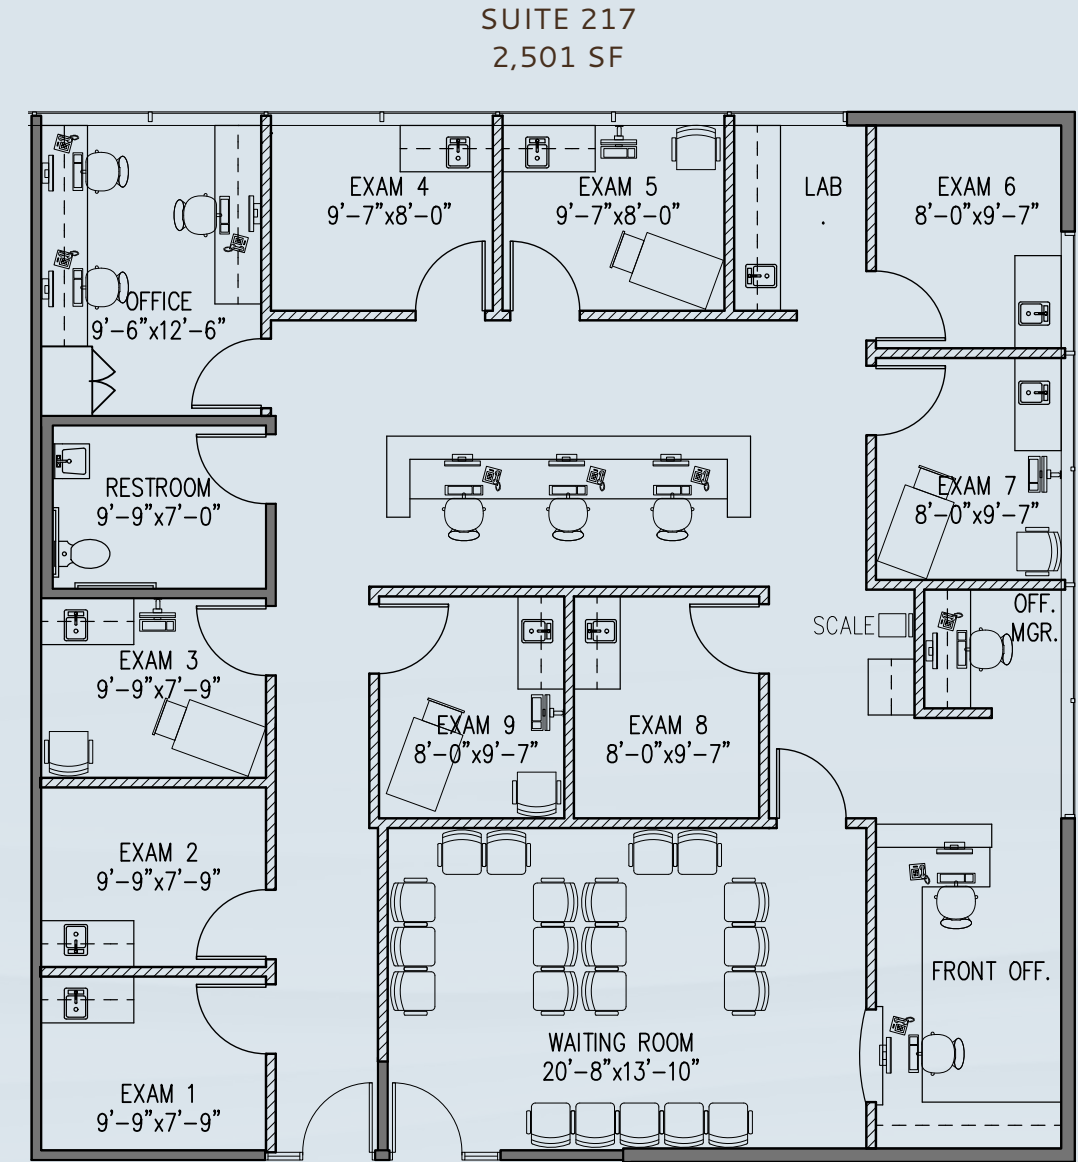 SUITE 217
2,501 SF
EXAM 4
9'-7"x8'-0"
EXAM 5
9'-7"x8'-0"
LAB
.
EXAM 6
8'-0"x9'-7"
OFFICE
9'-6"x12'-6"
RESTROOM
9'-9"x7'-0"
EXAM 7
8'-0"x9'-7"
OFF.
MGR.
SCALE
EXAM 3
9'-9"x7'-9"
EXAM 9
8'-0"x9'-7"
EXAM 8
8'-0"x9'-7"
EXAM 2
9'-9"x7'-9"
FRONT OFF.
WAITING ROOM
20'-8"x13'-10"
EXAM 1
9'-9"x7'-9"